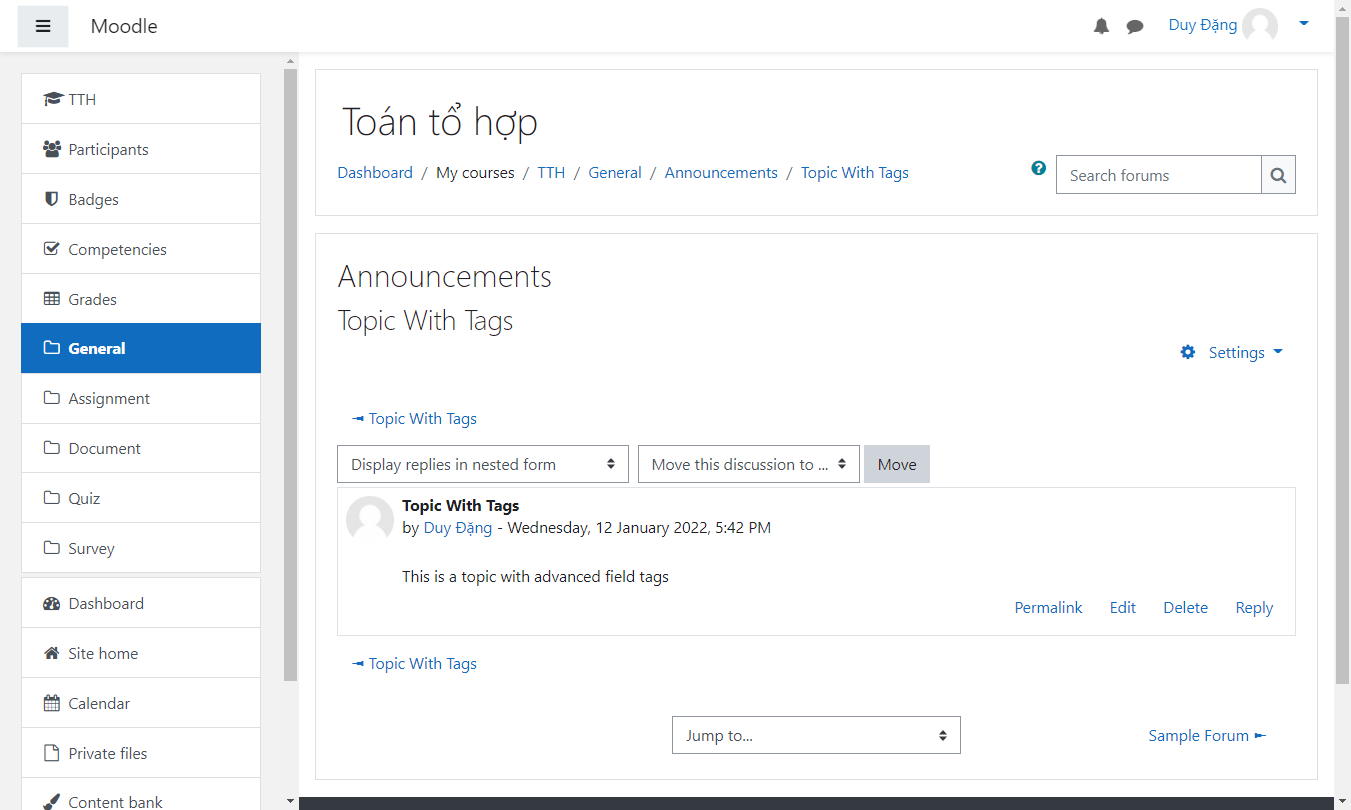 Moodle
Duy Đặng
TTH
Participants
Badges
Competencies
Grades
General
Assignment
Document
Quiz
Survey
Dashboard
Site home
Calendar
Private files
Content bank
Toán tổ hợp
Dashboard / My courses / TTH / General / Announcements / Topic With Tags
Search forums
Announcements
Topic With Tags
Settings
◄ Topic With Tags
Display replies in nested form
Move this discussion to ...
Move
Topic With Tags
by Duy Đặng - Wednesday, 12 January 2022, 5:42 PM
This is a topic with advanced field tags
Permalink Edit Delete Reply
◄ Topic With Tags
Jump to...
Sample Forum ►